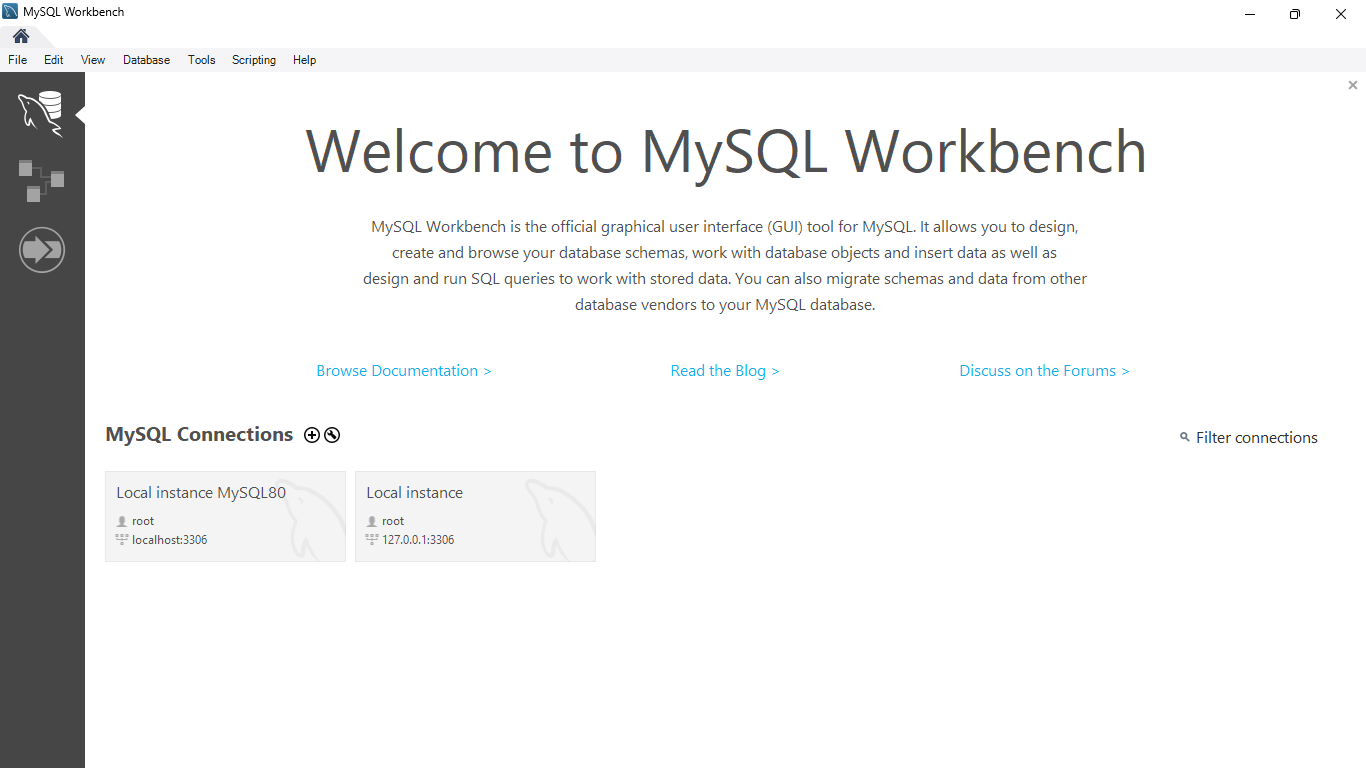 MySQL Workbench
File Edit View Database Tools Scripting Help
Welcome to MySQL Workbench
MySQL Workbench is the official graphical user interface (GUI) tool for MySQL. It allows you to design,
create and browse your database schemas, work with database objects and insert data as well as
design and run SQL queries to work with stored data. You can also migrate schemas and data from other
database vendors to your MySQL database.
Browse Documentation > Read the Blog > Discuss on the Forums >
MySQL Connections
Filter connections
Local instance MySQL80
root
localhost:3306
Local instance
root
127.0.0.1:3306